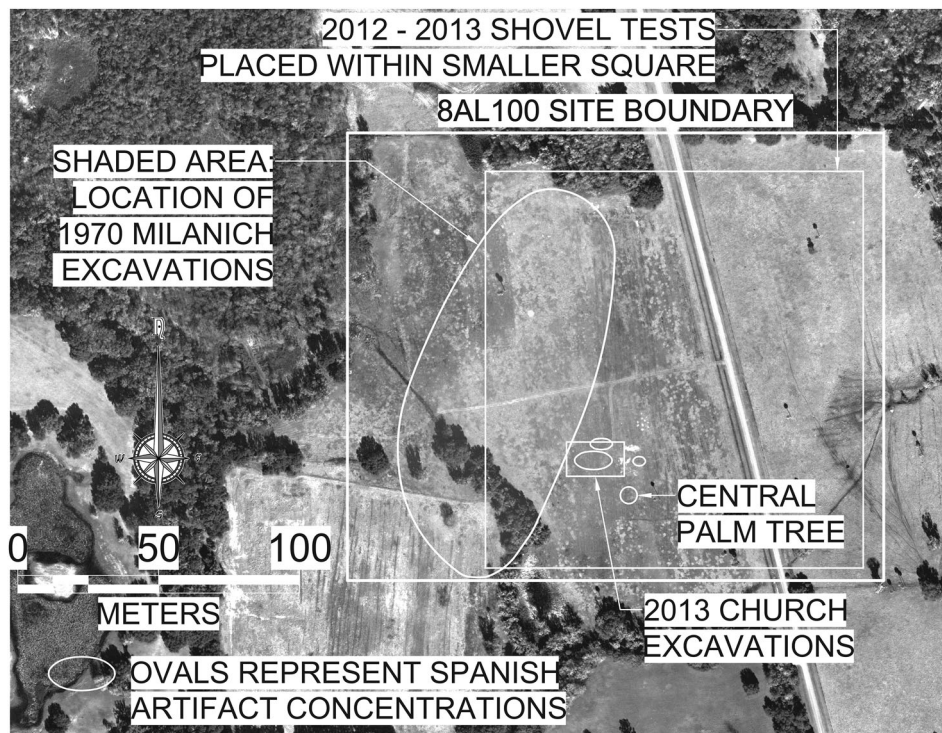 2012 - 2013 SHOVEL TESTS
PLACED WITHIN SMALLER SQUARE
8AL100 SITE BOUNDARY
SHADED AREA:
LOCATION OF
1970 MILANICH
EXCAVATIONS
N
W
E
S
CENTRAL
PALM TREE
0 50 100
METERS
2013 CHURCH
EXCAVATIONS
OVALS REPRESENT SPANISH
ARTIFACT CONCENTRATIONS